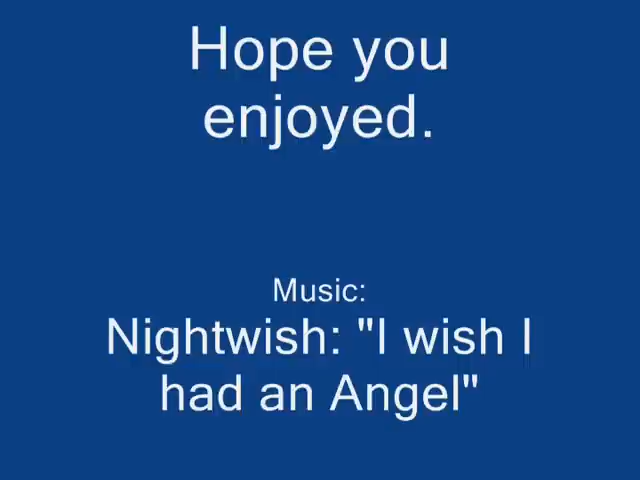 Hope you
enjoyed.
Music:
Nightwish: "I wish I
had an Angel"